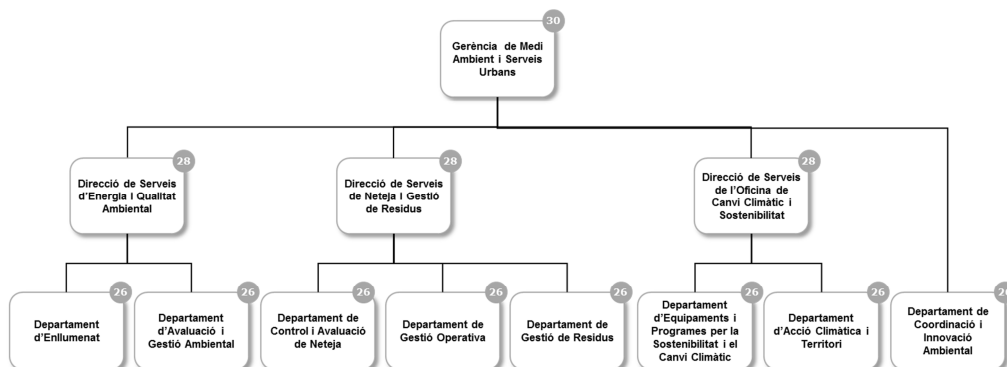 30
Gerència de Medi
Ambient i Serveis
Urbans
28
Direcció de Serveis
d'Energia i Qualitat
Ambiental
28
Direcció de Serveis
de Neteja i Gestió
de Residus
28
Direcció de Serveis
de l'Oficina de
Canvi Climàtic i
Sostenibilitat
26
Departament
d'Enllumenat
26
Departament
d'Avaluació i
Gestió Ambiental
26
Departament de
Control i Avaluació
de Neteja
26
Departament de
Gestió Operativa
26
Departament de
Gestió de Residus
26
Departament
d'Equipaments i
Programes per la
Sostenibilitat i el
Canvi Climàtic
26
Departament
d'Acció Climàtica i
Territori
26
Departament de
Coordinació i
Innovació
Ambiental